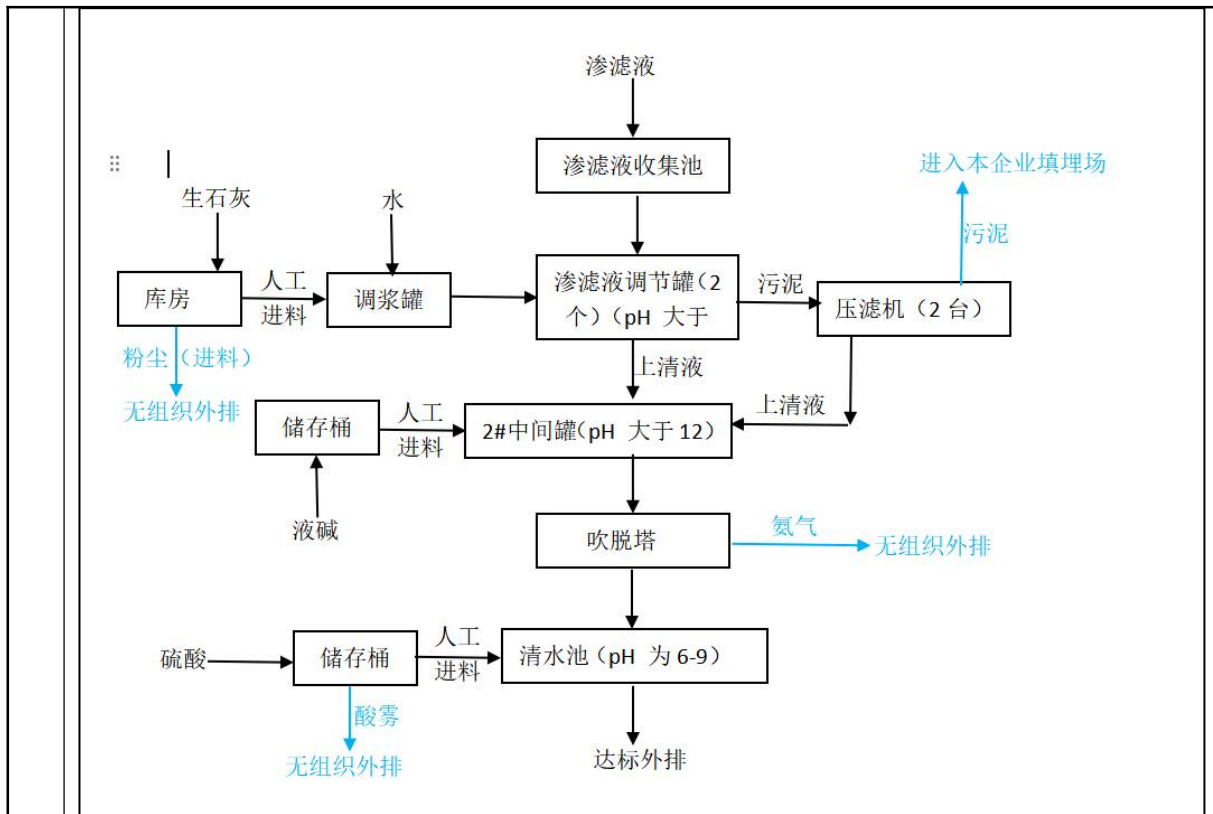 渗滤液
渗滤液收集池
进入本企业填埋场
生石灰
水
污泥
库房
人工
进料
调浆罐
渗滤液调节罐（2
个）（pH 大于
污泥
压滤机（2 台）
粉尘（进料）
无组织外排
上清液
储存桶
人工
进料
2#中间罐（pH 大于 12）
上清液
液碱
吹脱塔
氨气
无组织外排
硫酸
储存桶
人工
进料
清水池（pH 为 6-9）
酸雾
无组织外排
达标外排